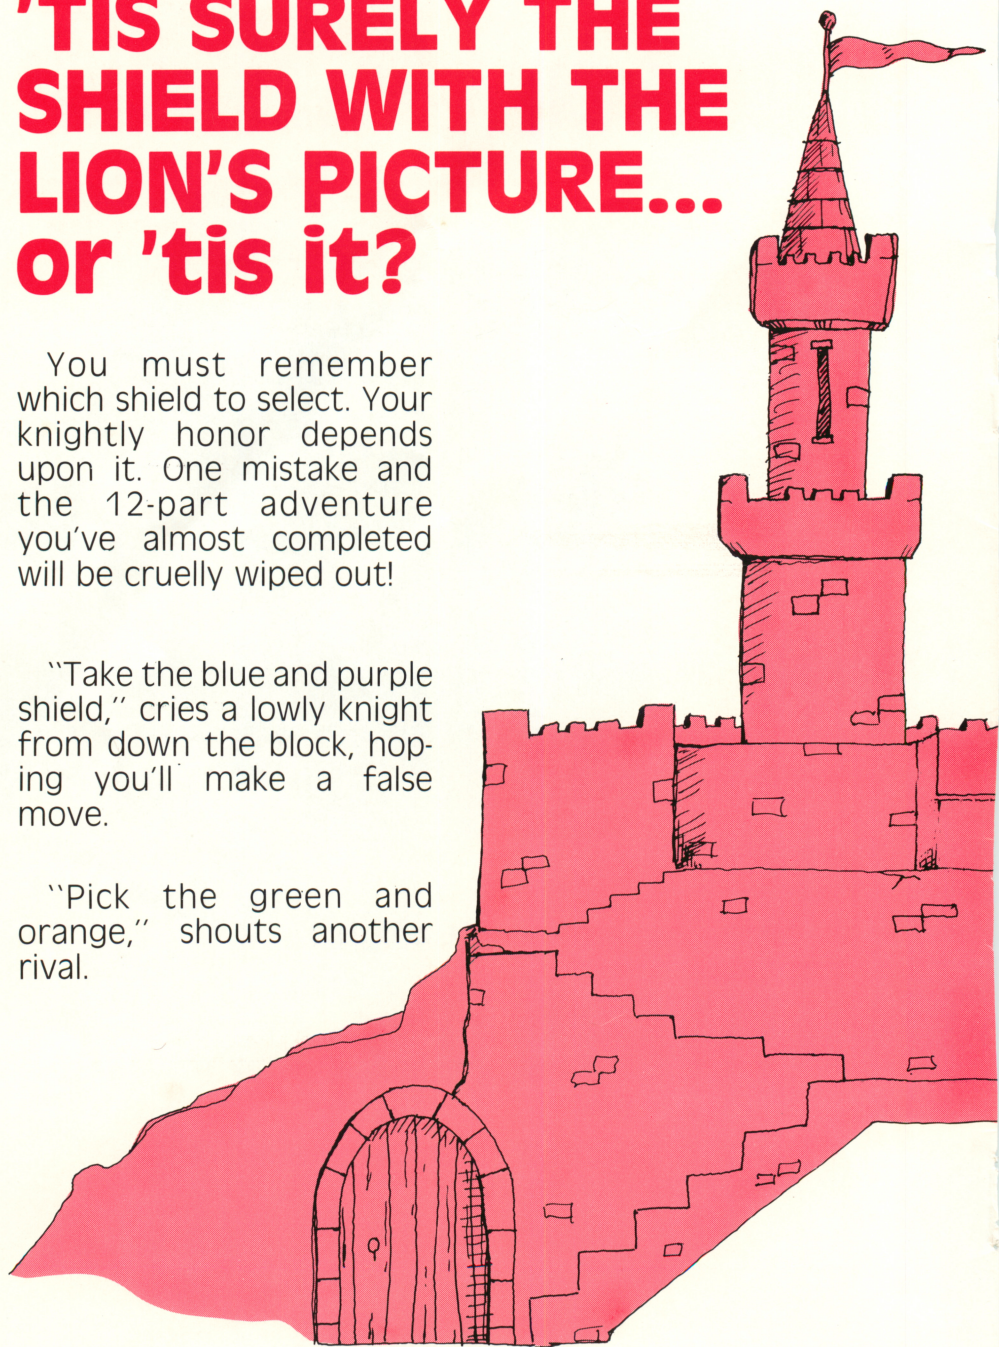 'TIS SURELY THE
SHIELD WITH THE
LION'S PICTURE...
or 'tis it?
You must remember
which shield to select. Your
knightly honor depends
upon it. One mistake and
the 12-part adventure
you've almost completed
will be cruelly wiped out!
"Take the blue and purple
shield," cries a lowly knight
from down the block, hop-
ing you'll make a false
move.
"Pick the green and
orange," shouts another
rival.